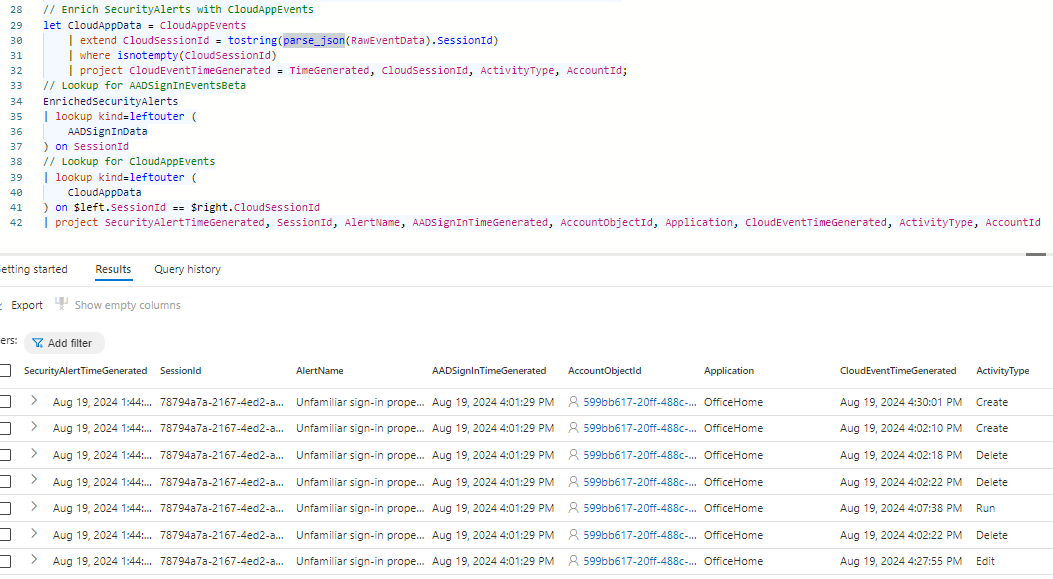 28 // Enrich SecurityAlerts with CloudAppEvents
29 let CloudAppData = CloudAppEvents
30 | extend CloudSessionId = tostring(parse_json(RawEventData).SessionId)
31 | where isnotempty(CloudSessionId)
32 | project CloudEventTimeGenerated = TimeGenerated, CloudSessionId, ActivityType, AccountId;
33 // Lookup for AADSignInEventsBeta
34 EnrichedSecurityAlerts
35 | lookup kind=leftouter (
36 AADSignInData
37 ) on SessionId
38 // Lookup for CloudAppEvents
39 | lookup kind=leftouter (
40 CloudAppData
41 ) on $left.SessionId == $right.CloudSessionId
42 | project SecurityAlertTimeGenerated, SessionId, AlertName, AADSignInTimeGenerated, AccountObjectId, Application, CloudEventTimeGenerated, ActivityType, AccountId
etting started Results Query history
Export Show empty columns
ers: Add filter
SecurityAlertTimeGenerated SessionId AlertName AADSignInTimeGenerated AccountObjectId Application CloudEventTimeGenerated ActivityType
Aug 19, 2024 1:44:... 78794a7a-2167-4ed2-a... Unfamiliar sign-in prope... Aug 19, 2024 4:01:29 PM 599bb617-20ff-488c-... OfficeHome Aug 19, 2024 4:30:01 PM Create
Aug 19, 2024 1:44:... 78794a7a-2167-4ed2-a... Unfamiliar sign-in prope... Aug 19, 2024 4:01:29 PM 599bb617-20ff-488c-... OfficeHome Aug 19, 2024 4:02:10 PM Create
Aug 19, 2024 1:44:... 78794a7a-2167-4ed2-a... Unfamiliar sign-in prope... Aug 19, 2024 4:01:29 PM 599bb617-20ff-488c-... OfficeHome Aug 19, 2024 4:02:18 PM Delete
Aug 19, 2024 1:44:... 78794a7a-2167-4ed2-a... Unfamiliar sign-in prope... Aug 19, 2024 4:01:29 PM 599bb617-20ff-488c-... OfficeHome Aug 19, 2024 4:02:22 PM Delete
Aug 19, 2024 1:44:... 78794a7a-2167-4ed2-a... Unfamiliar sign-in prope... Aug 19, 2024 4:01:29 PM 599bb617-20ff-488c-... OfficeHome Aug 19, 2024 4:07:38 PM Run
Aug 19, 2024 1:44:... 78794a7a-2167-4ed2-a... Unfamiliar sign-in prope... Aug 19, 2024 4:01:29 PM 599bb617-20ff-488c-... OfficeHome Aug 19, 2024 4:02:22 PM Delete
Aug 19, 2024 1:44:... 78794a7a-2167-4ed2-a... Unfamiliar sign-in prope... Aug 19, 2024 4:01:29 PM 599bb617-20ff-488c-... OfficeHome Aug 19, 2024 4:27:55 PM Edit